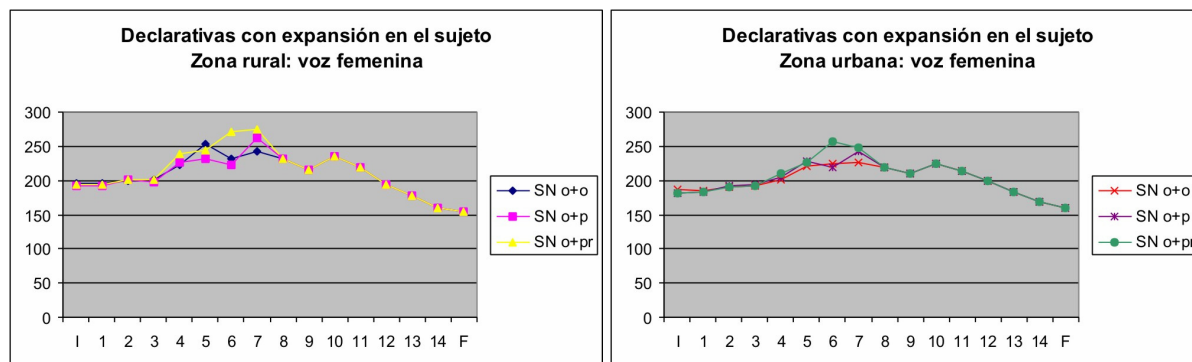 Declarativas con expansión en el sujeto
Zona rural: voz femenina
300
250
200
150
100
50
0
I 1 2 3 4 5 6 7 8 9 10 11 12 13 14 F
SN o+o
SN o+p
SN o+pr
Declarativas con expansión en el sujeto
Zona urbana: voz femenina
300
250
200
150
100
50
0
I 1 2 3 4 5 6 7 8 9 10 11 12 13 14 F
SN o+o
SN o+p
SN o+pr